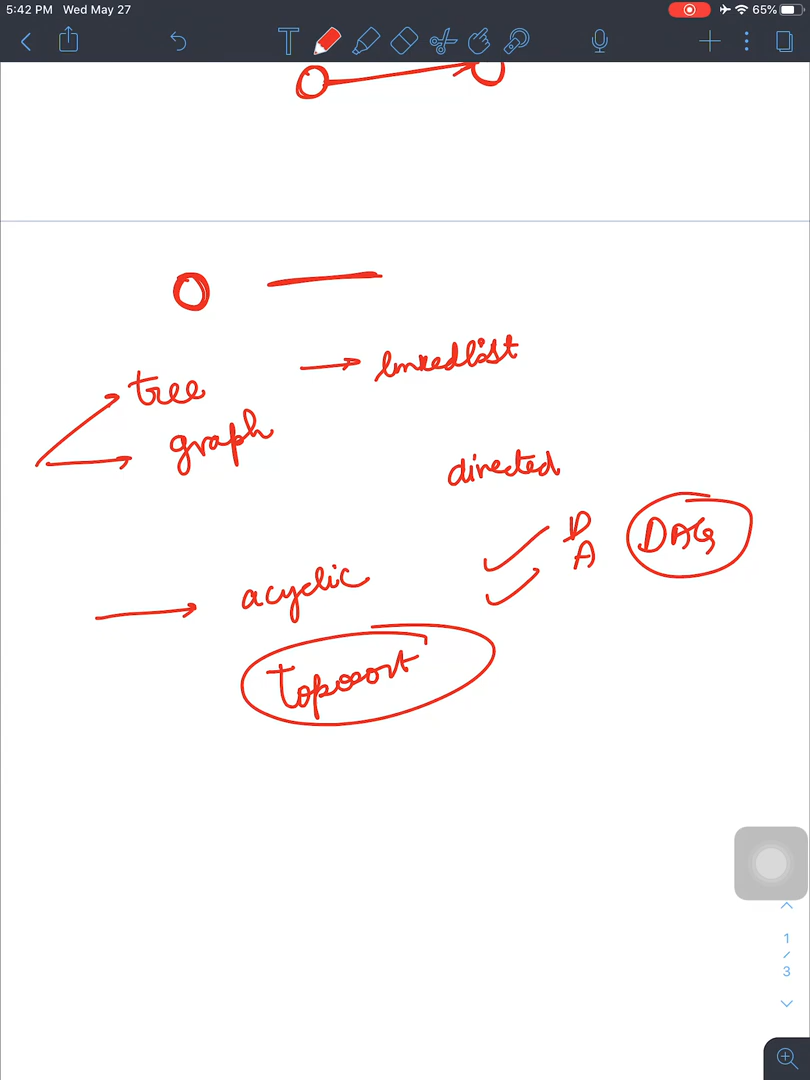 5:42 PM Wed May 27
65%
T
linkedlist
tree
graph
directed
D
A
DAG
acyclic
Toposort
1
/
3